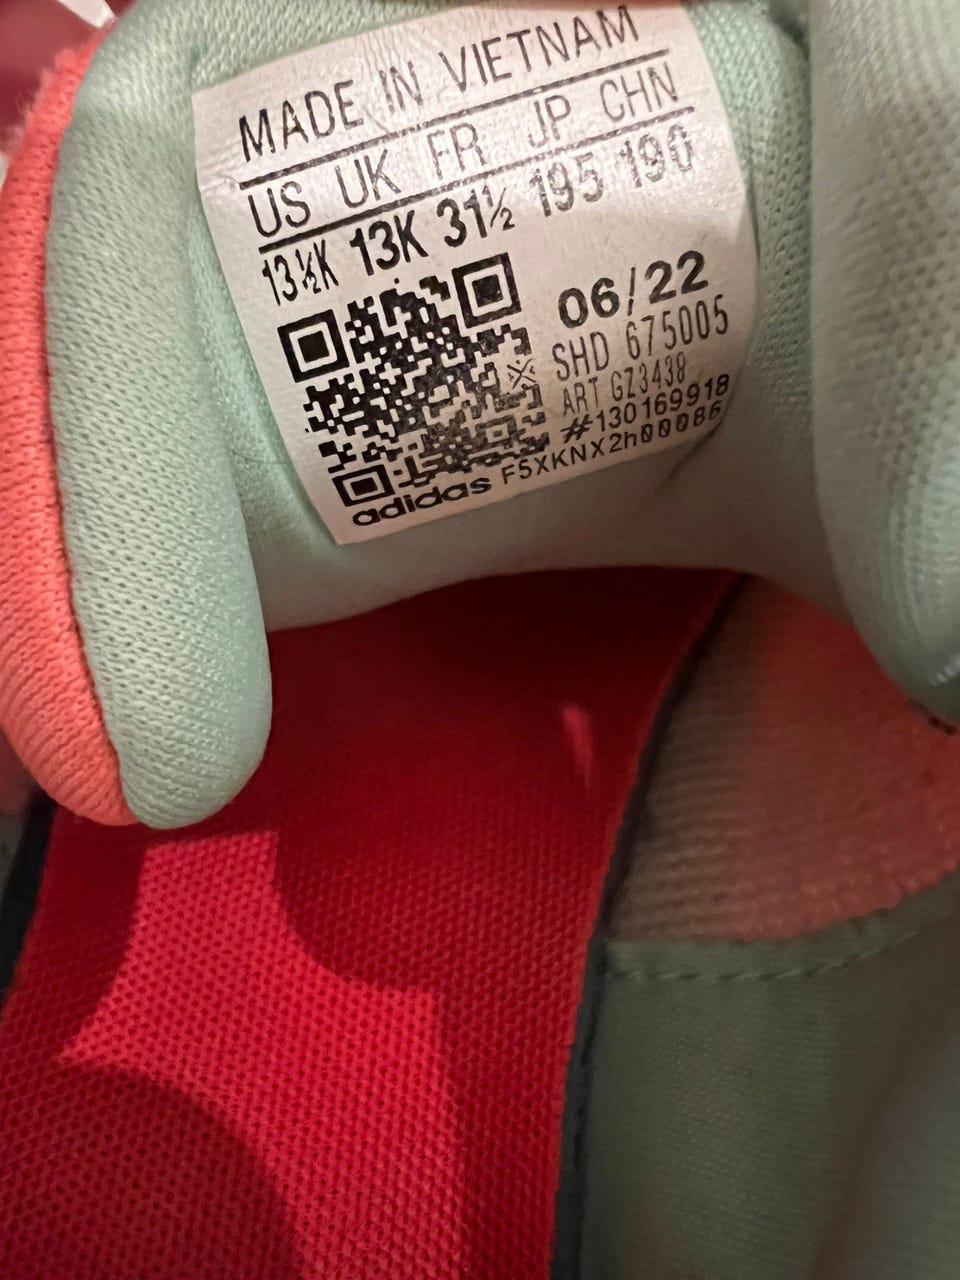 MADE IN VIETNAM
US UK FR JP CHN
13½K 13K 31½ 195 190
06/22
SHD 675005
ART GZ3438
#130169918
adidas F5XKNX2h00086